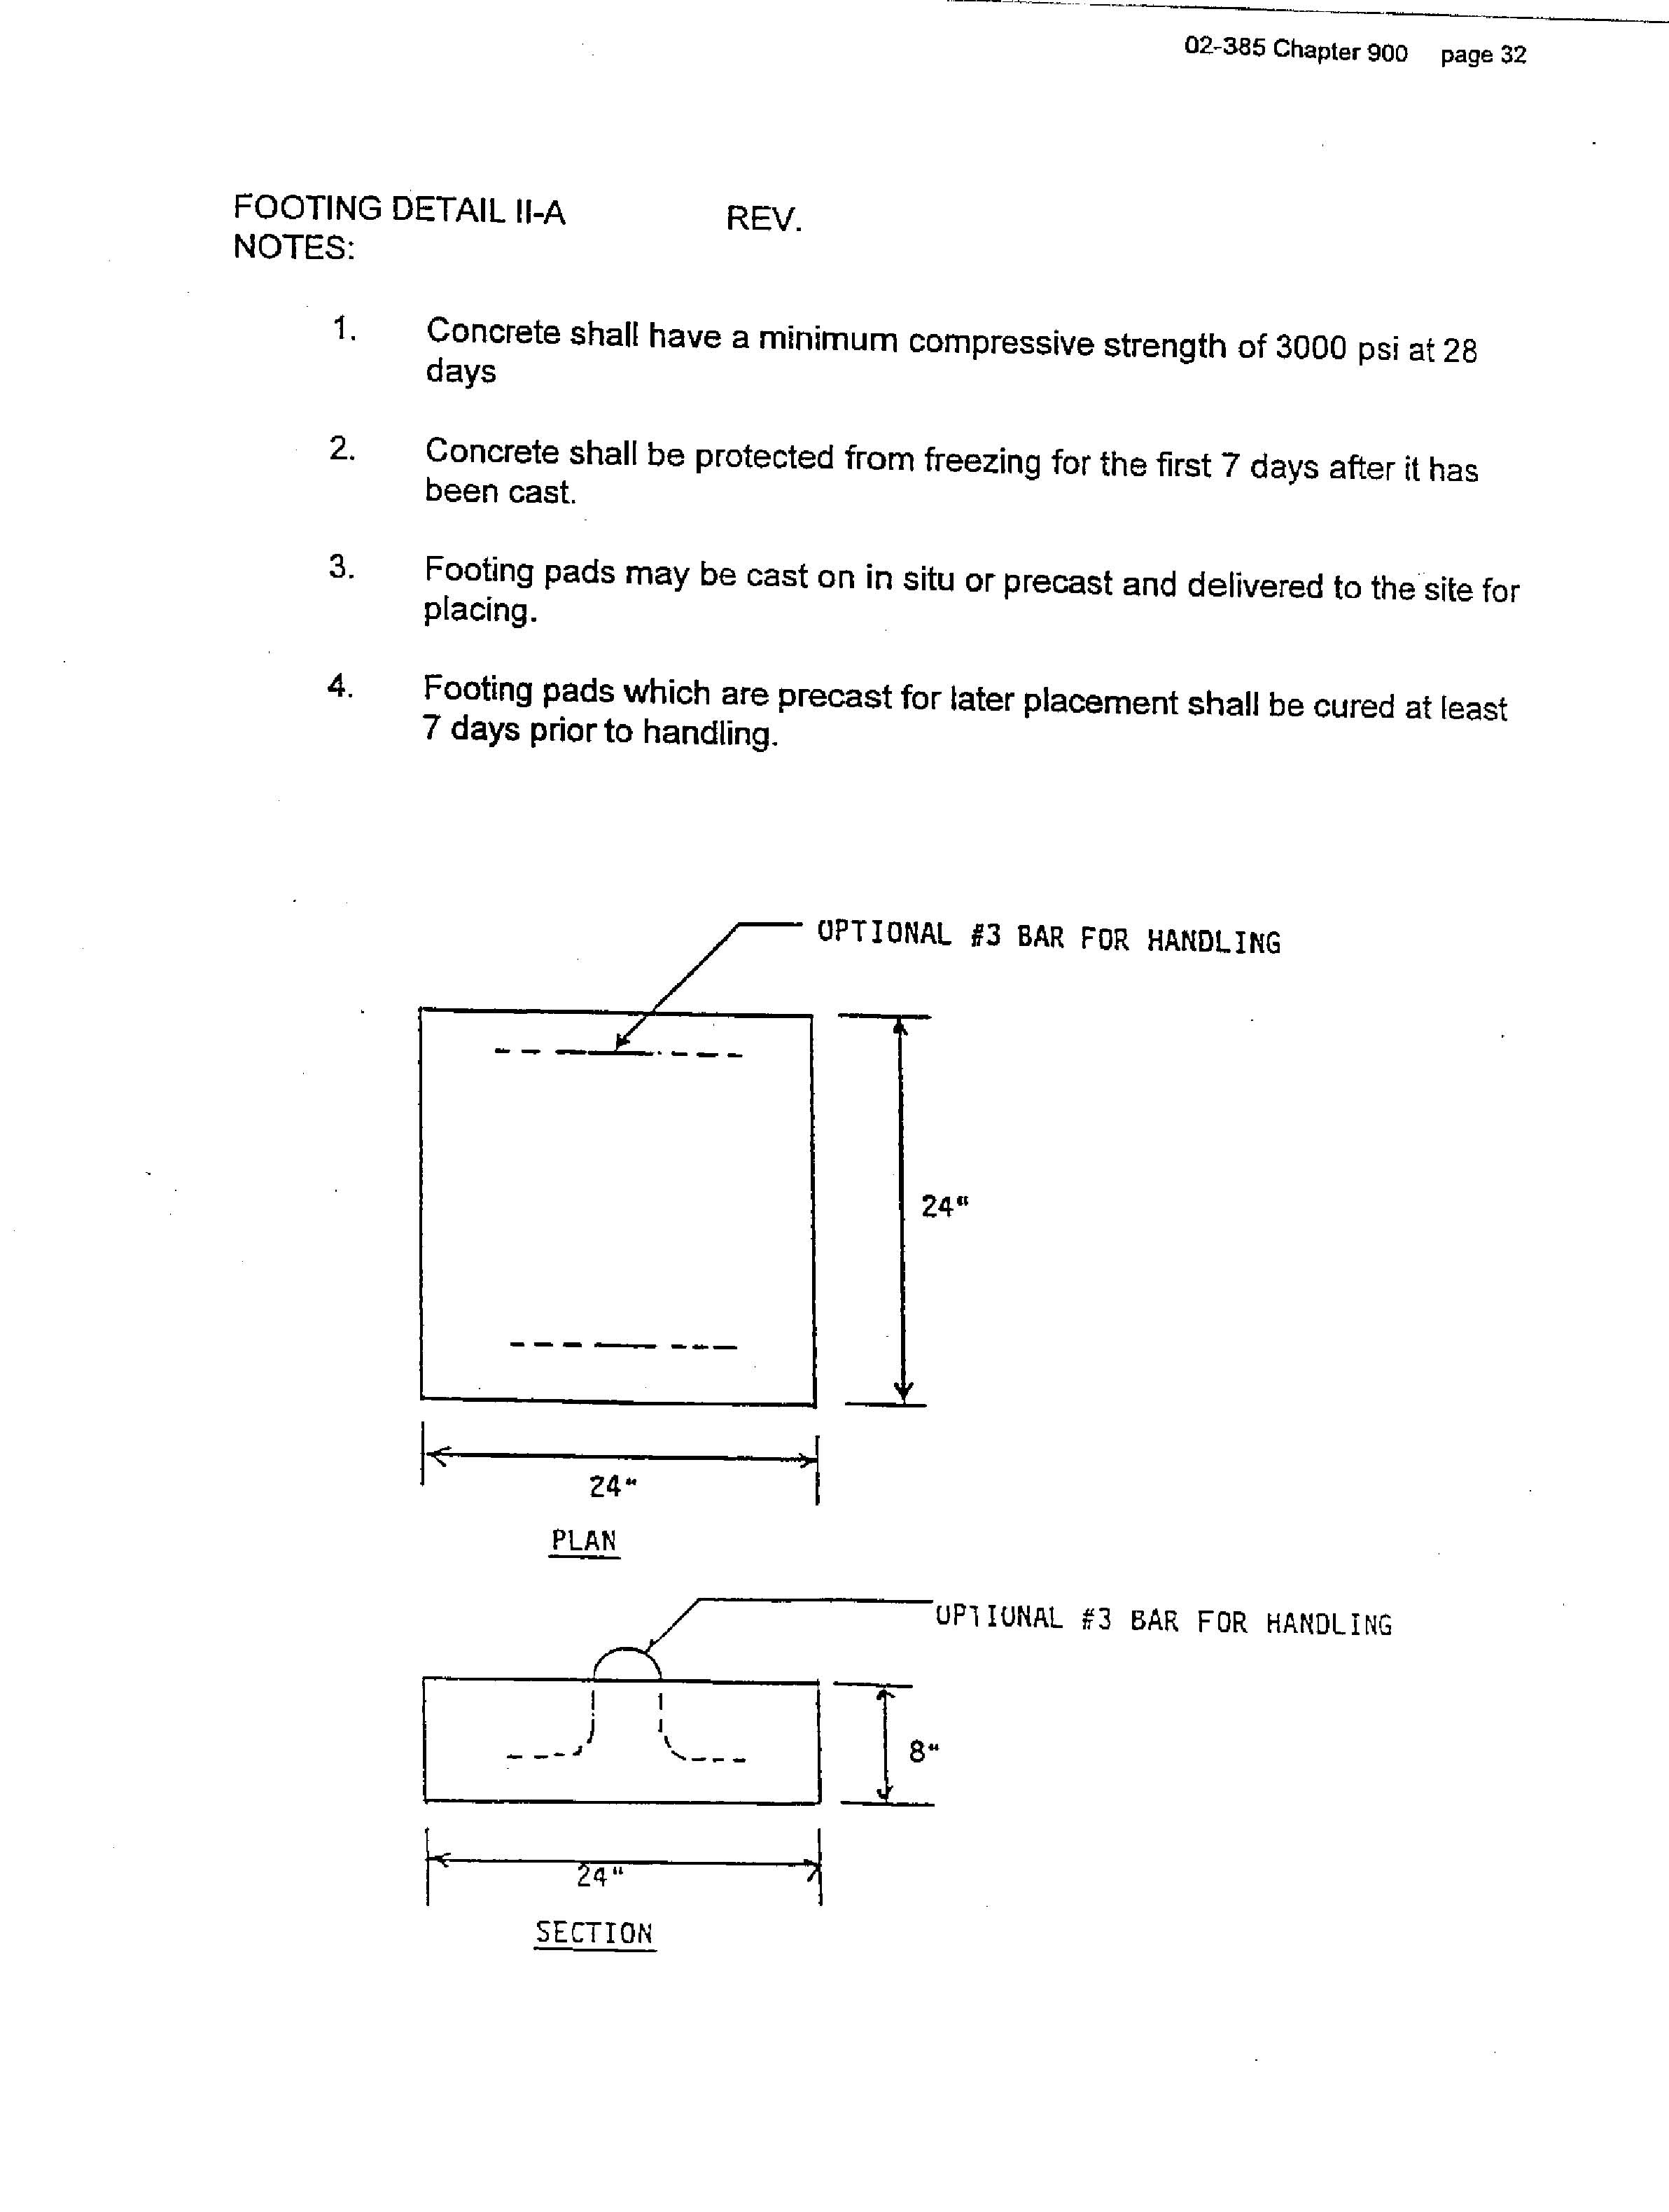 02-385 Chapter 900 page 32
FOOTING DETAIL II-A REV.
NOTES:
1. Concrete shall have a minimum compressive strength of 3000 psi at 28
days
2. Concrete shall be protected from freezing for the first 7 days after it has
been cast.
3. Footing pads may be cast on in situ or precast and delivered to the site for
placing.
4. Footing pads which are precast for later placement shall be cured at least
7 days prior to handling.
OPTIONAL #3 BAR FOR HANDLING
24"
24"
PLAN
OPTIONAL #3 BAR FOR HANDLING
8"
24"
SECTION